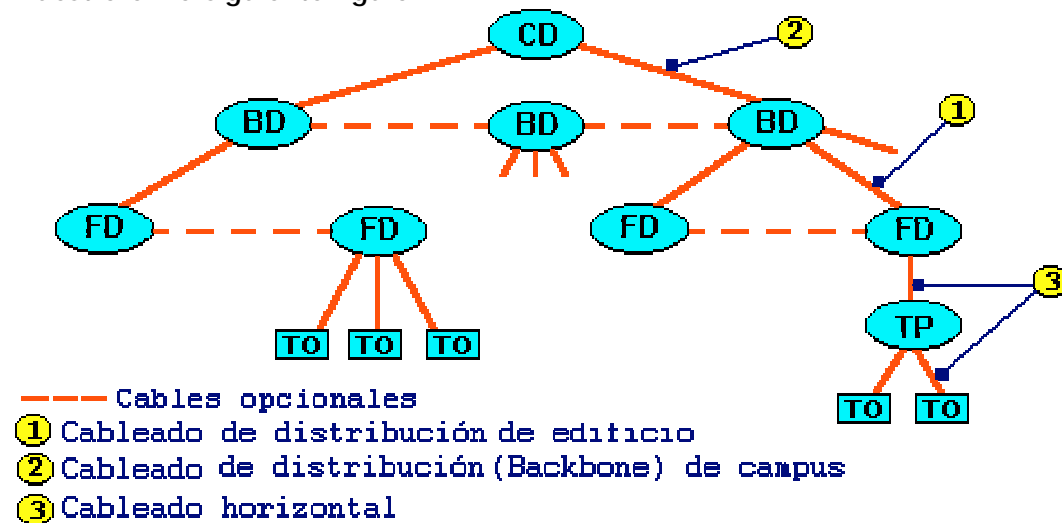 CD
2
BD
BD
BD
1
FD
FD
FD
FD
3
TP
TO TO TO
TO TO
Cables opcionales
1 Cableado de distribución de edificio
2 Cableado de distribución (Backbone) de campus
3 Cableado horizontal